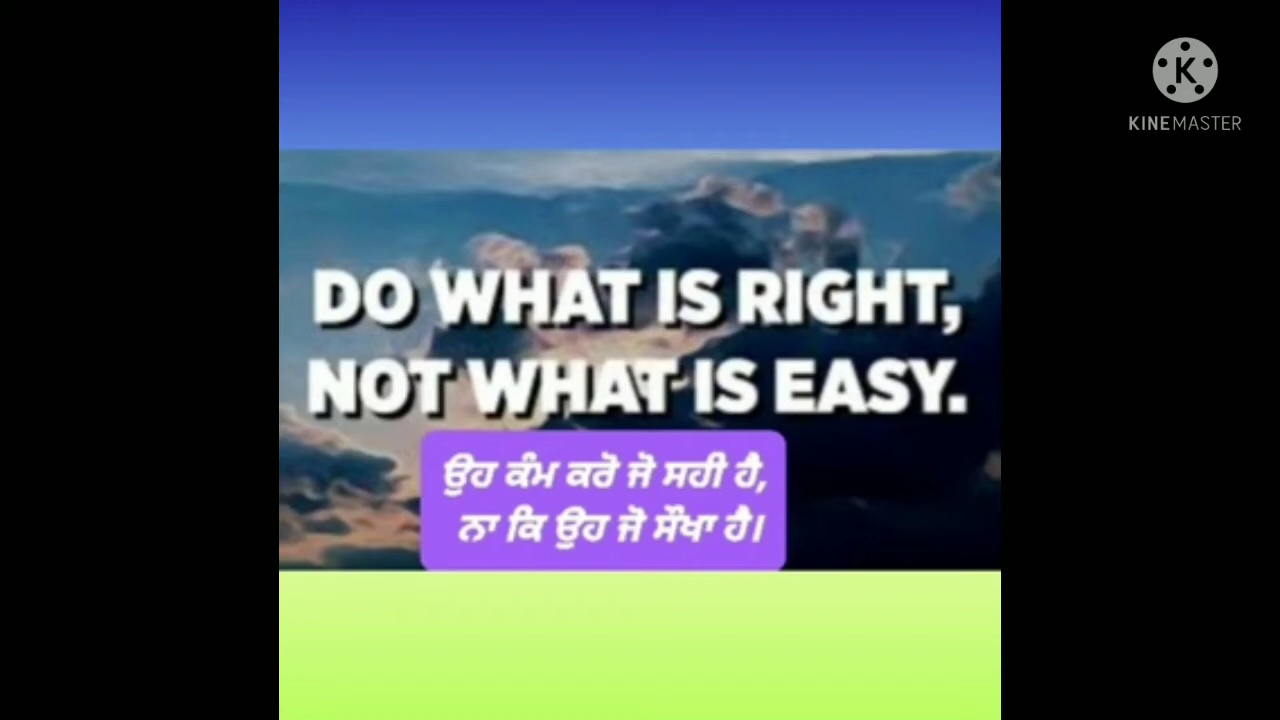 KINEMASTER
DO WHAT IS RIGHT,
NOT WHAT IS EASY.
ਉਹ ਕੰਮ ਕਰੋ ਜੋ ਸਹੀ ਹੈ,
ਨਾ ਕਿ ਉਹ ਜੋ ਸੌਖਾ ਹੈ।